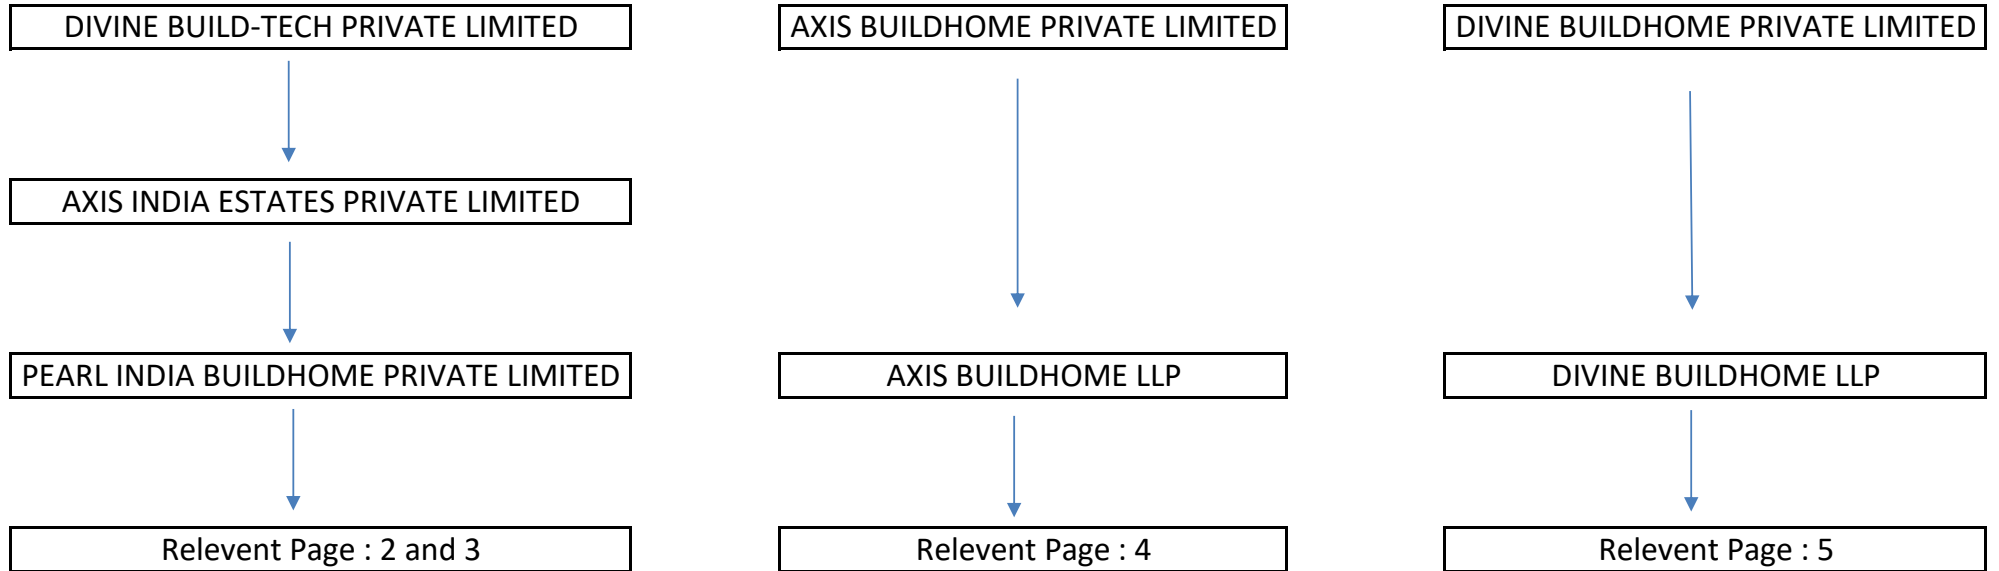 DIVINE BUILD-TECH PRIVATE LIMITED
AXIS BUILDHOME PRIVATE LIMITED
DIVINE BUILDHOME PRIVATE LIMITED
AXIS INDIA ESTATES PRIVATE LIMITED
PEARL INDIA BUILDHOME PRIVATE LIMITED
AXIS BUILDHOME LLP
DIVINE BUILDHOME LLP
Relevent Page : 2 and 3
Relevent Page : 4
Relevent Page : 5